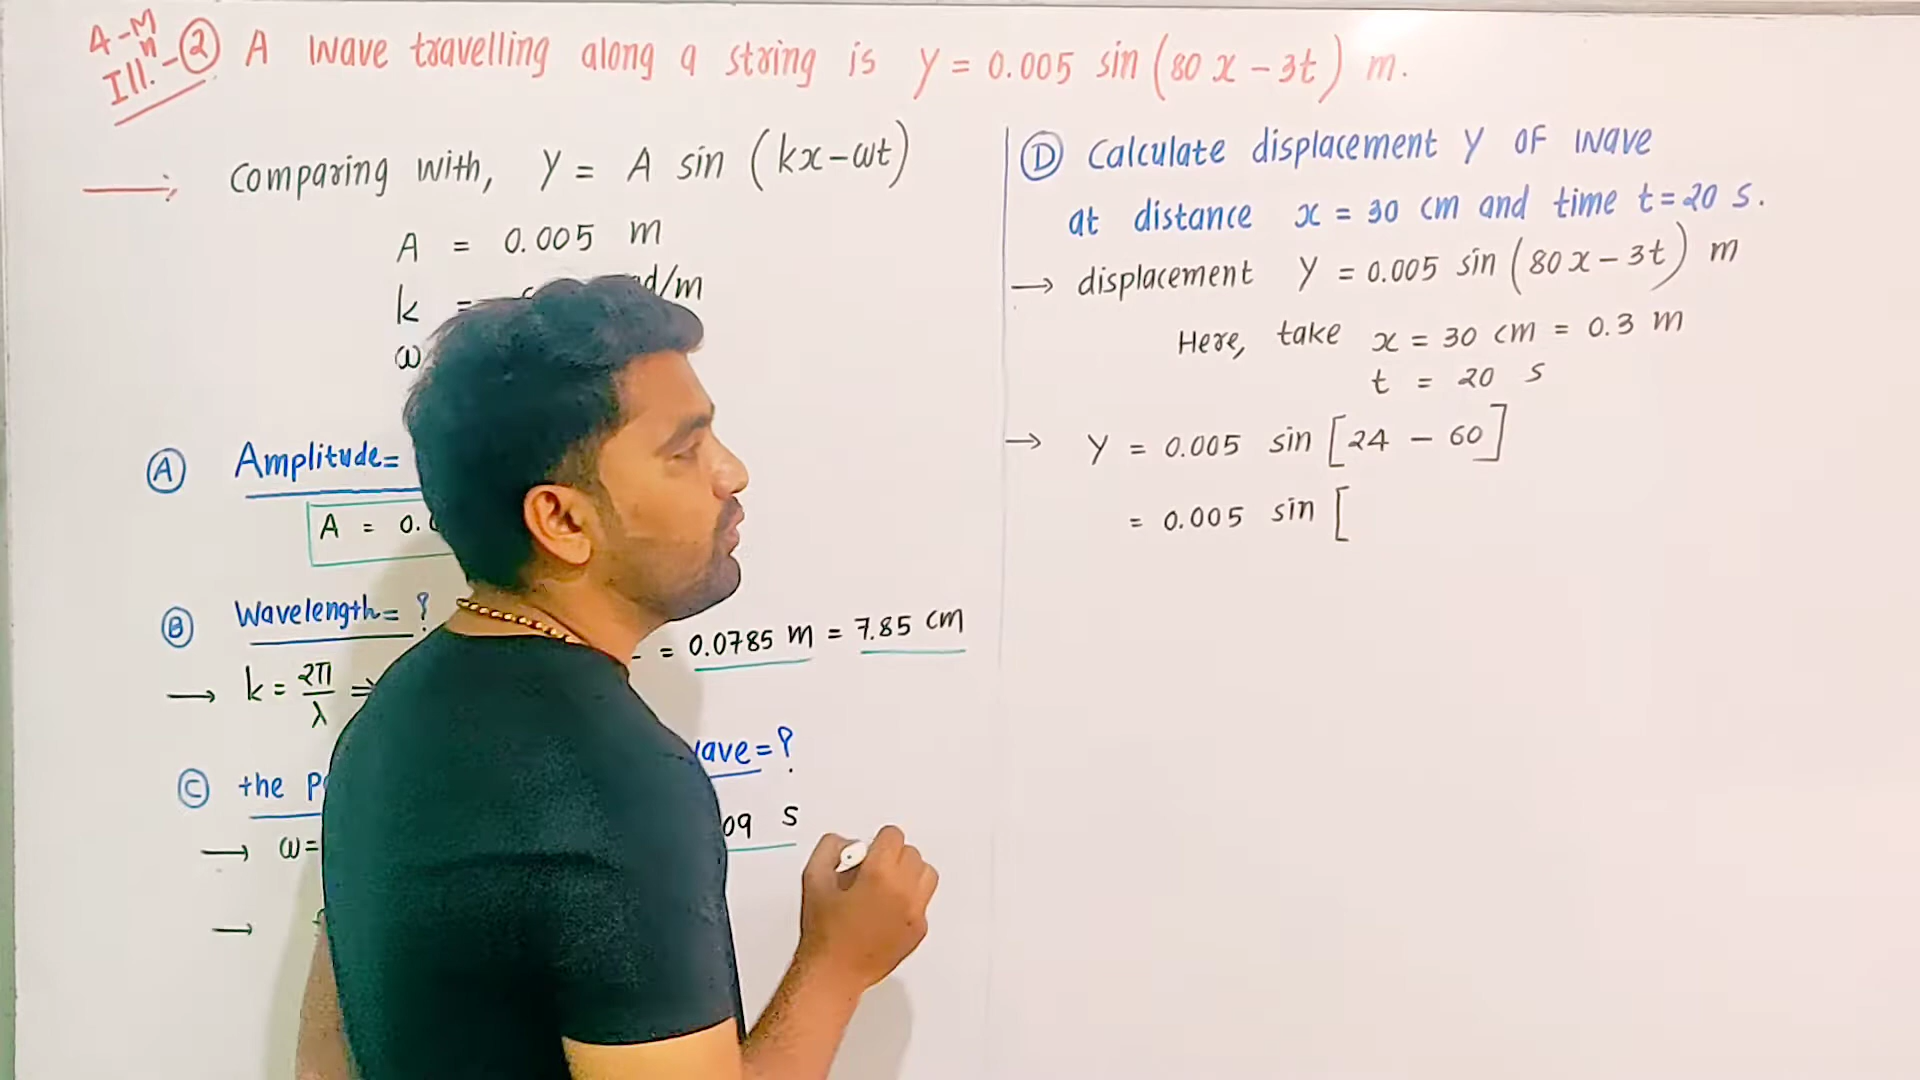 4-M
Illn.-② A wave travelling along a string is y = 0.005 sin (80 x - 3t) m.
Comparing with, y = A sin (kx-ωt)
A = 0.005 m
k =
ω
Ⓐ Amplitude=
A = 0.
Ⓑ Wavelength= ?
= 0.0785 m = 7.85 cm
→ k = 2π/λ ⇒
Ⓒ the
= ?
09 s
→ ω=
→
Ⓓ Calculate displacement y OF wave
at distance x = 30 cm and time t=20 s.
→ displacement y = 0.005 sin (80x - 3t) m
Here, take x = 30 cm = 0.3 m
t = 20 s
→ y = 0.005 sin [24 - 60]
= 0.005 sin [